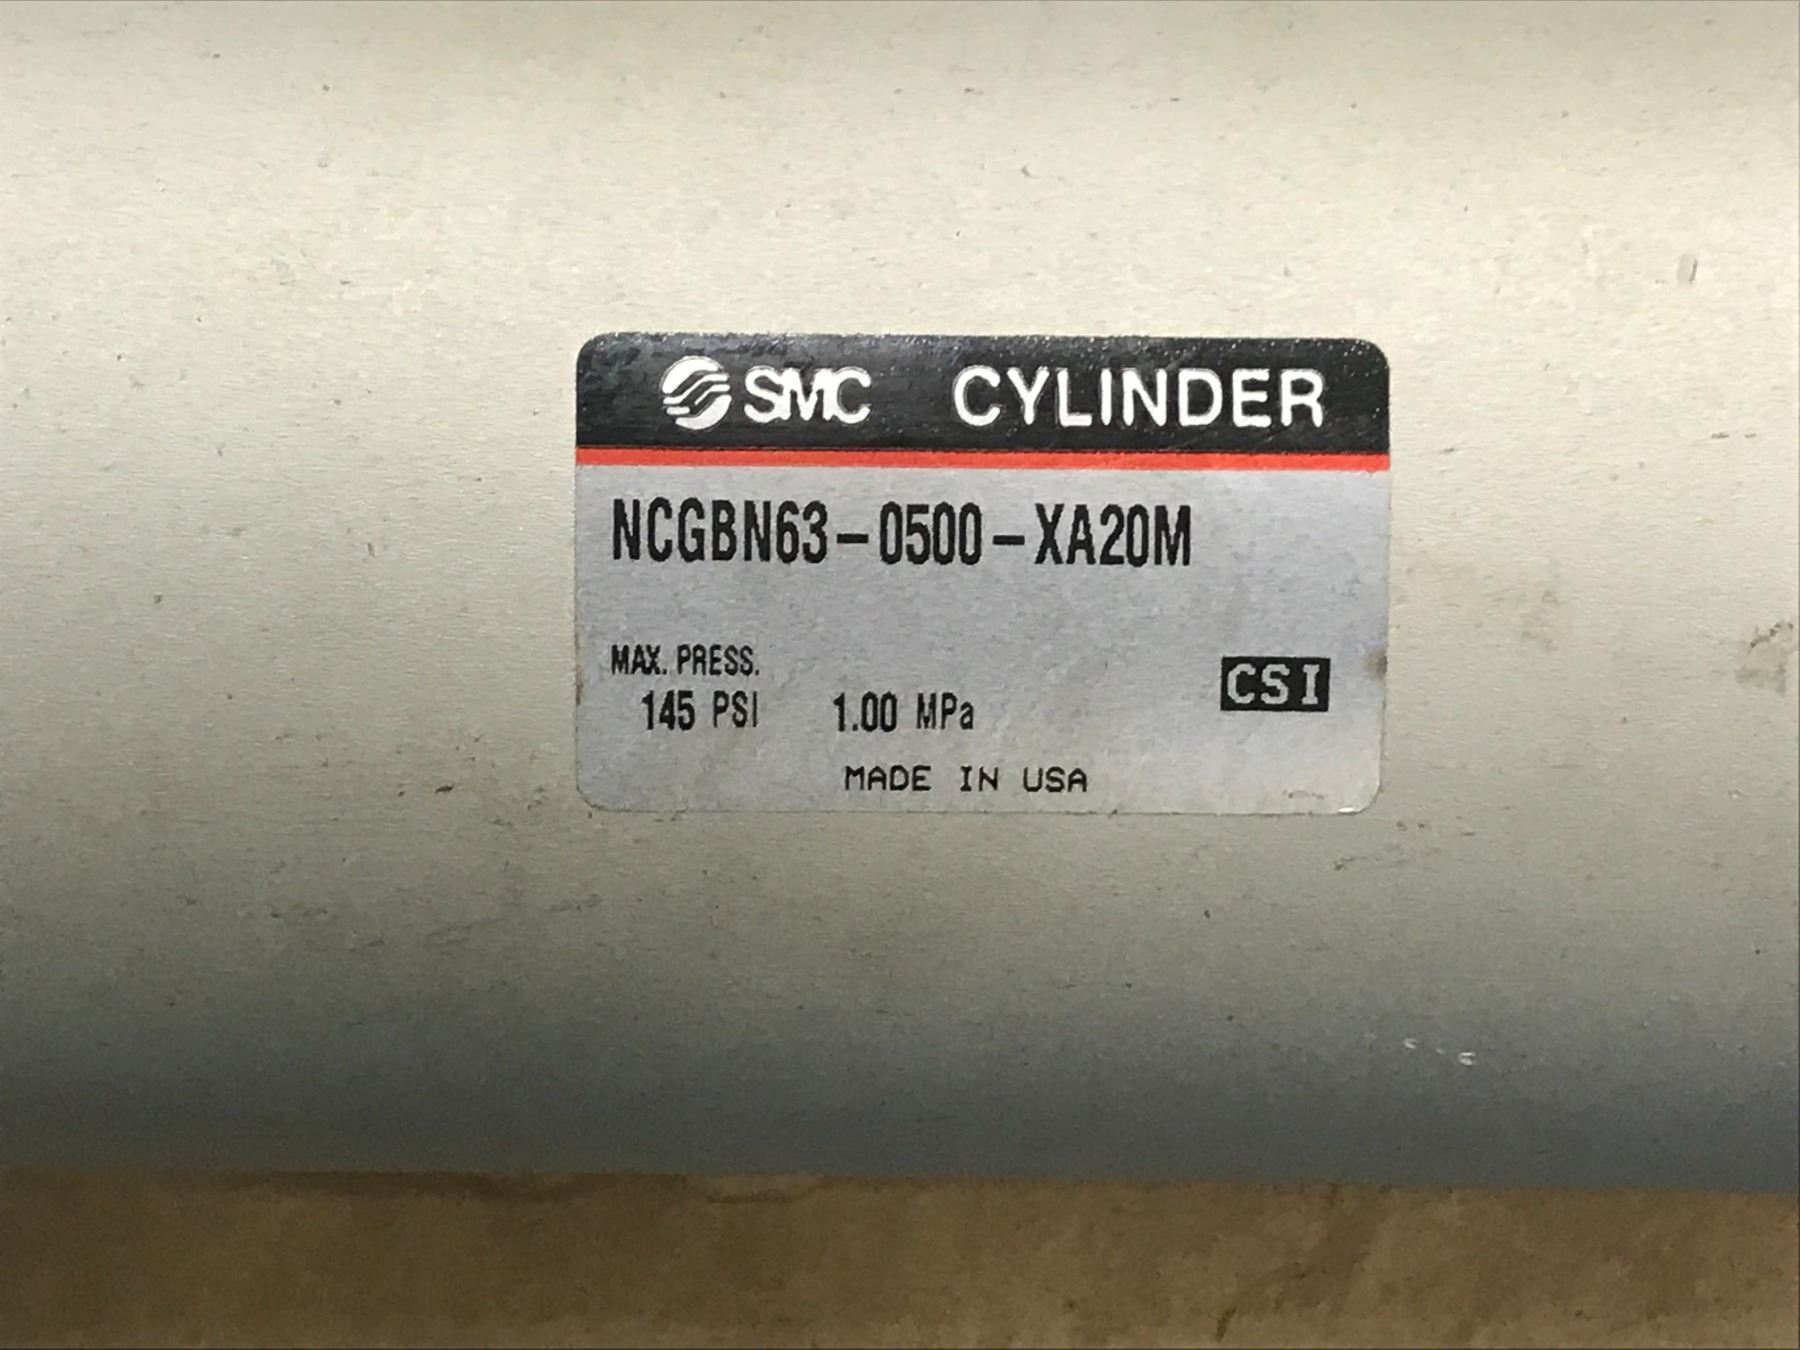 SMC CYLINDER
NCGBN63-0500-XA20M
MAX. PRESS.
145 PSI 1.00 MPa
CSI
MADE IN USA